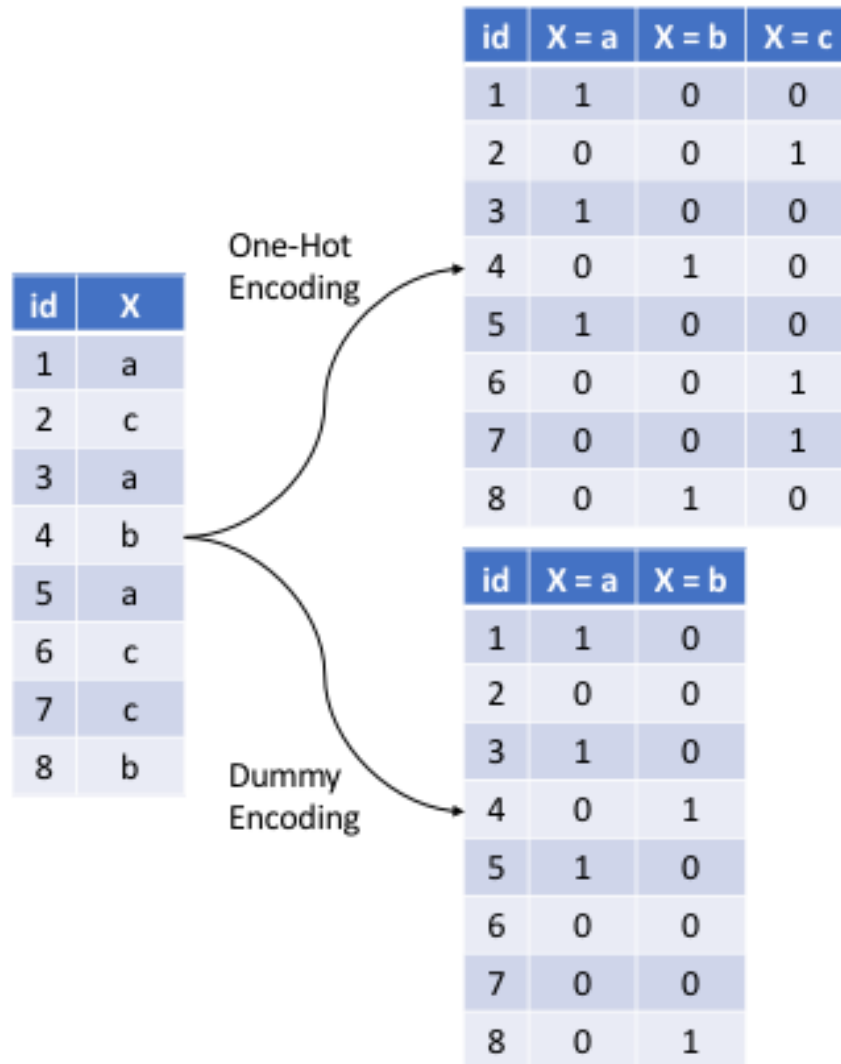 id X = a X = b X = c
1 1 0 0
2 0 0 1
3 1 0 0
4 0 1 0
5 1 0 0
6 0 0 1
7 0 0 1
8 0 1 0
One-Hot
Encoding
id X
1 a
2 c
3 a
4 b
5 a
6 c
7 c
8 b
Dummy
Encoding
id X = a X = b
1 1 0
2 0 0
3 1 0
4 0 1
5 1 0
6 0 0
7 0 0
8 0 1